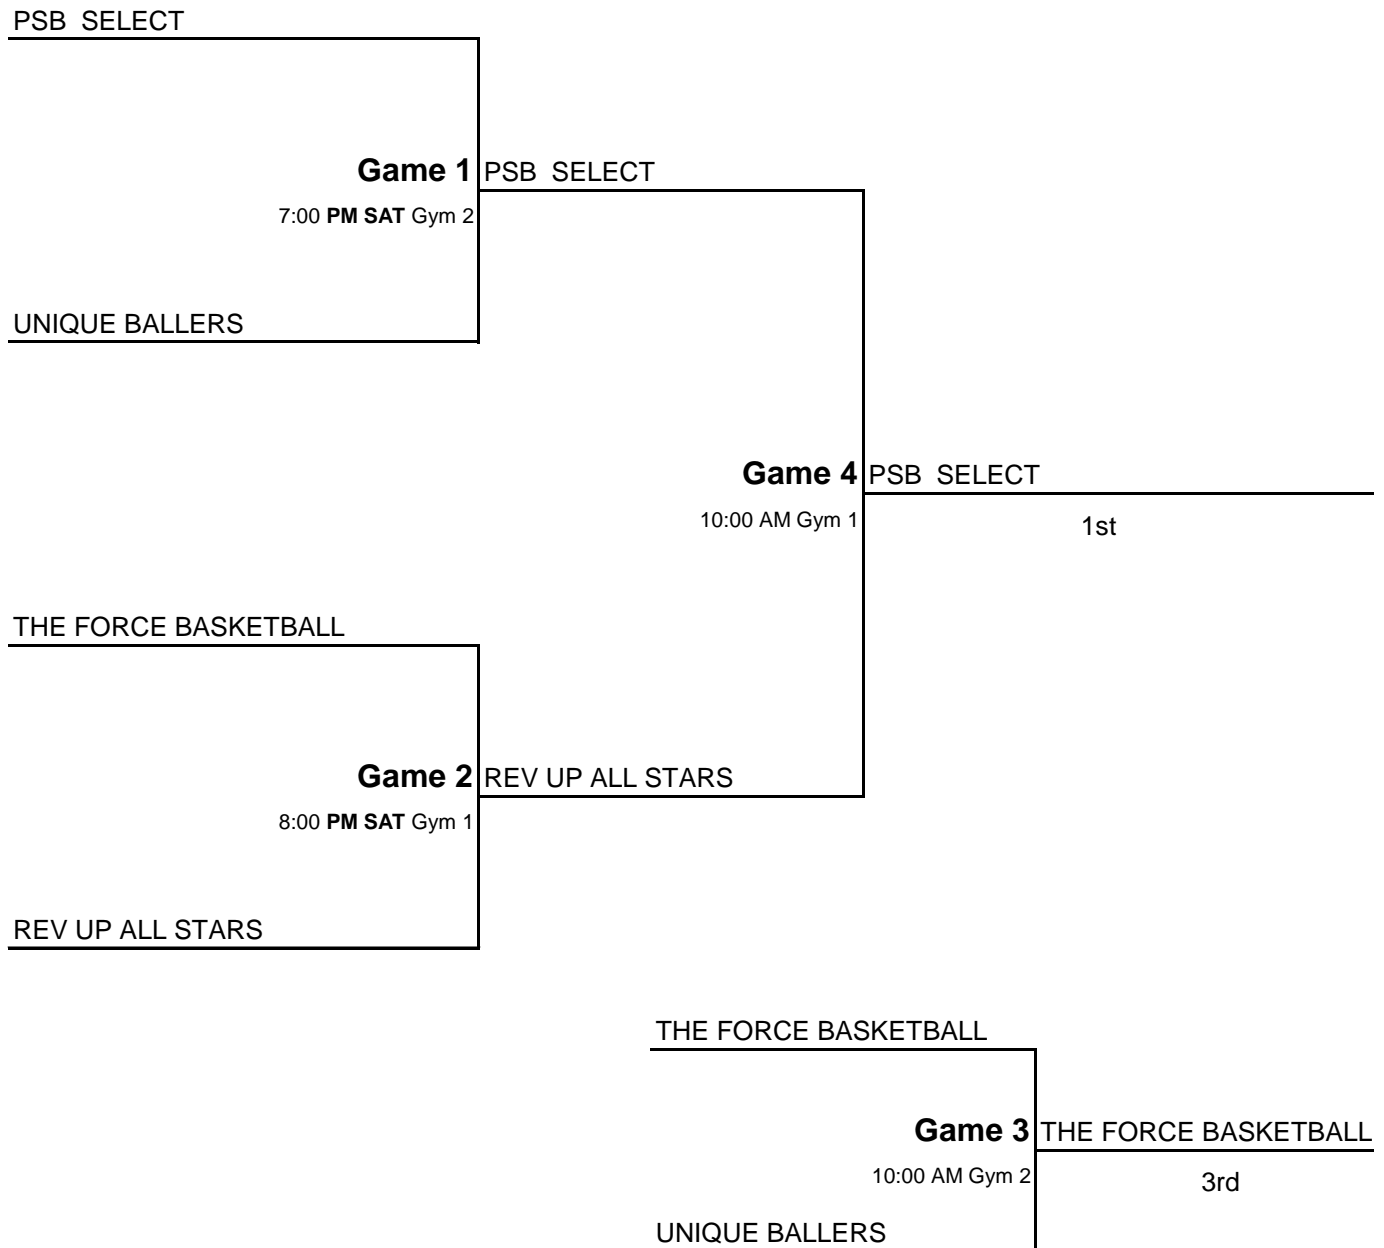 PSB  SELECT
Game 1 PSB  SELECT
7:00 PM SAT Gym 2
UNIQUE BALLERS
Game 4 PSB  SELECT
10:00 AM Gym 1
1st
THE FORCE BASKETBALL
Game 2 REV UP ALL STARS
8:00 PM SAT Gym 1
REV UP ALL STARS
THE FORCE BASKETBALL
Game 3 THE FORCE BASKETBALL
10:00 AM Gym 2
3rd
UNIQUE BALLERS